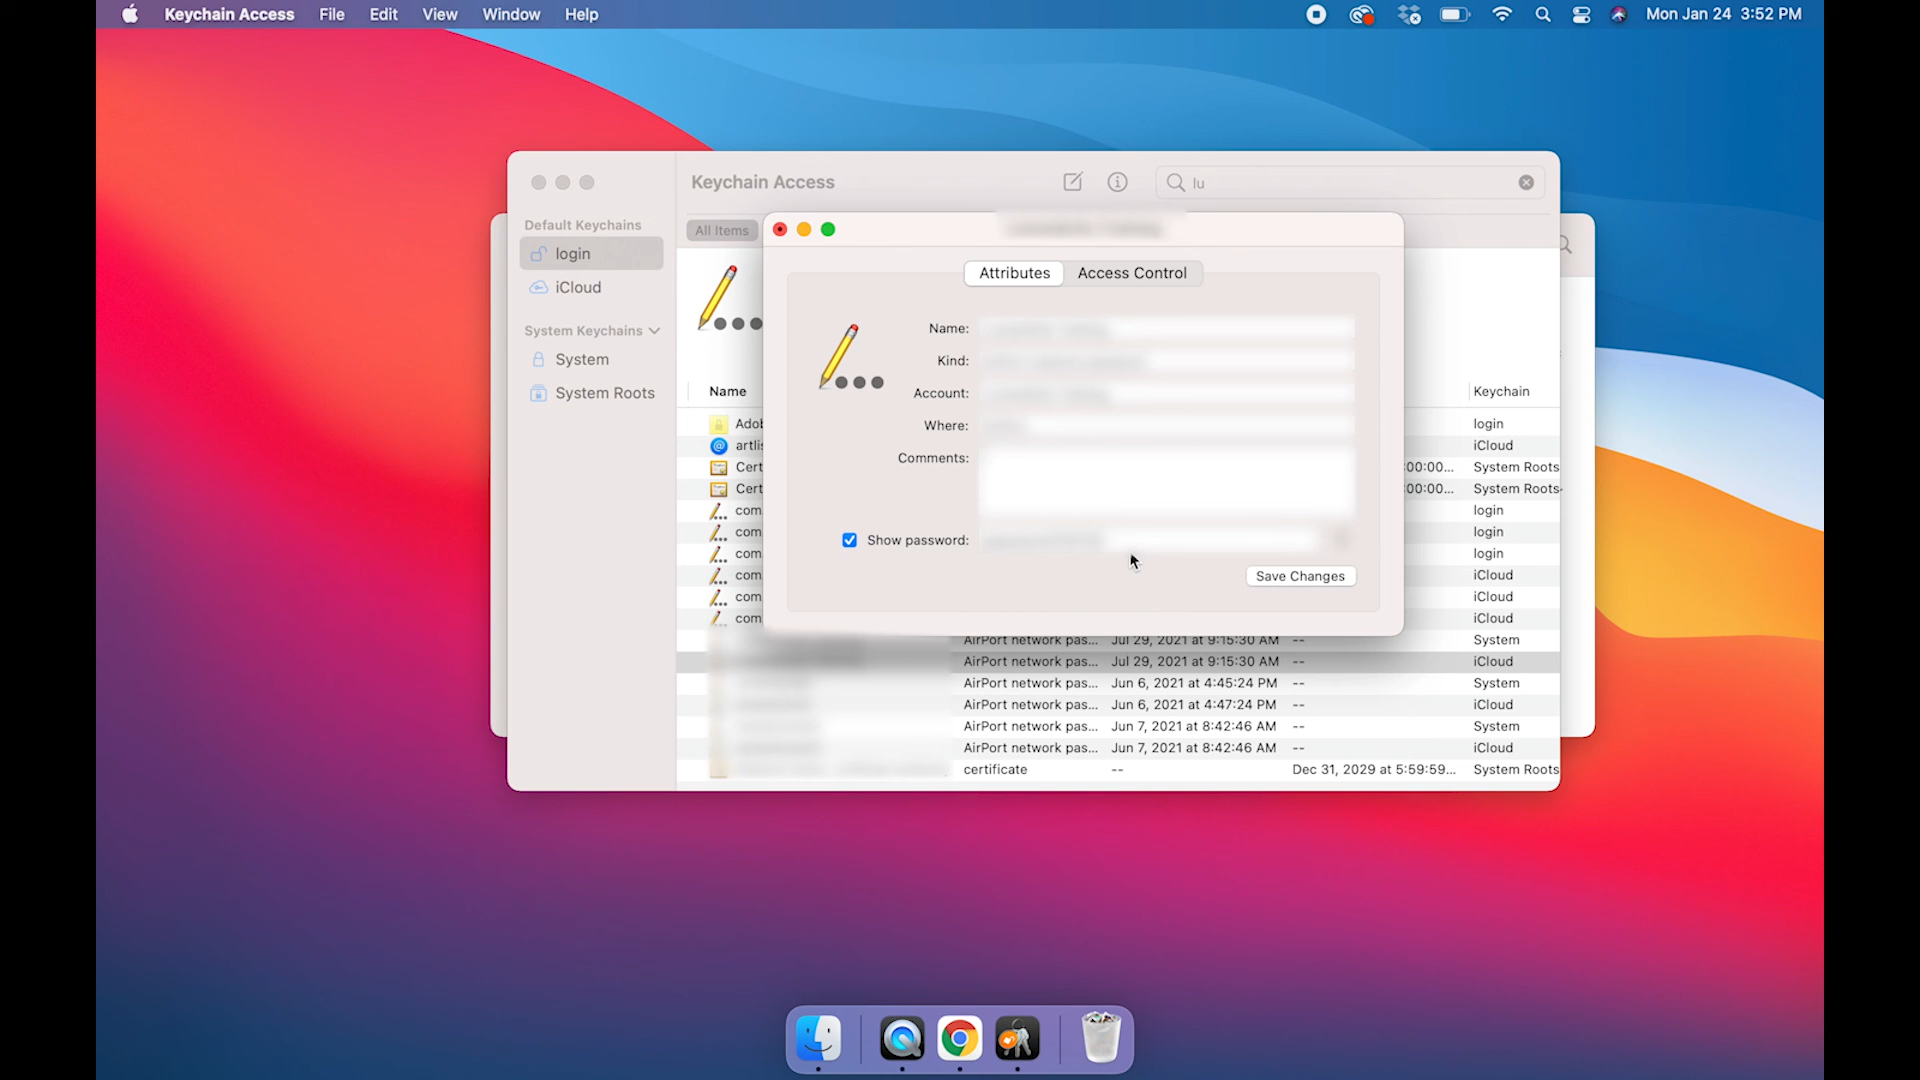 Keychain Access File Edit View Window Help Mon Jan 24 3:52 PM
Keychain Access lu
Default Keychains
login
iCloud
System Keychains
System
System Roots
All Items
Attributes Access Control
Name:
Kind:
Account:
Where:
Comments:
Show password:
Save Changes
Name Keychain
login
artlis iCloud
Cert :00:00... System Roots
Cert :00:00... System Roots
com login
com login
com login
com iCloud
com iCloud
com iCloud
AirPort network pas... Jul 29, 2021 at 9:15:30 AM -- System
AirPort network pas... Jul 29, 2021 at 9:15:30 AM -- iCloud
AirPort network pas... Jun 6, 2021 at 4:45:24 PM -- System
AirPort network pas... Jun 6, 2021 at 4:47:24 PM -- iCloud
AirPort network pas... Jun 7, 2021 at 8:42:46 AM -- System
AirPort network pas... Jun 7, 2021 at 8:42:46 AM -- iCloud
certificate -- Dec 31, 2029 at 5:59:59... System Roots